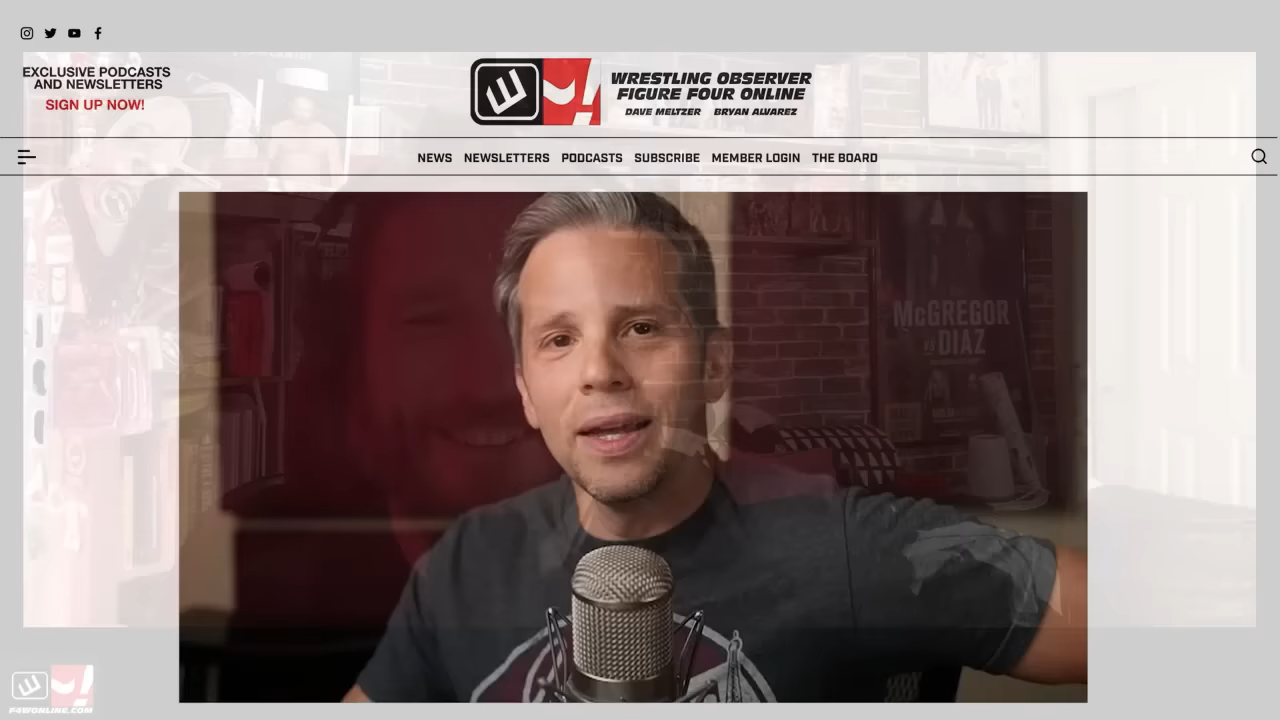 EXCLUSIVE PODCASTS
AND NEWSLETTERS
SIGN UP NOW!
WRESTLING OBSERVER
FIGURE FOUR ONLINE
DAVE MELTZER BRYAN ALVAREZ
NEWS NEWSLETTERS PODCASTS SUBSCRIBE MEMBER LOGIN THE BOARD
McGREGOR
VS
DIAZ
F4WONLINE.COM